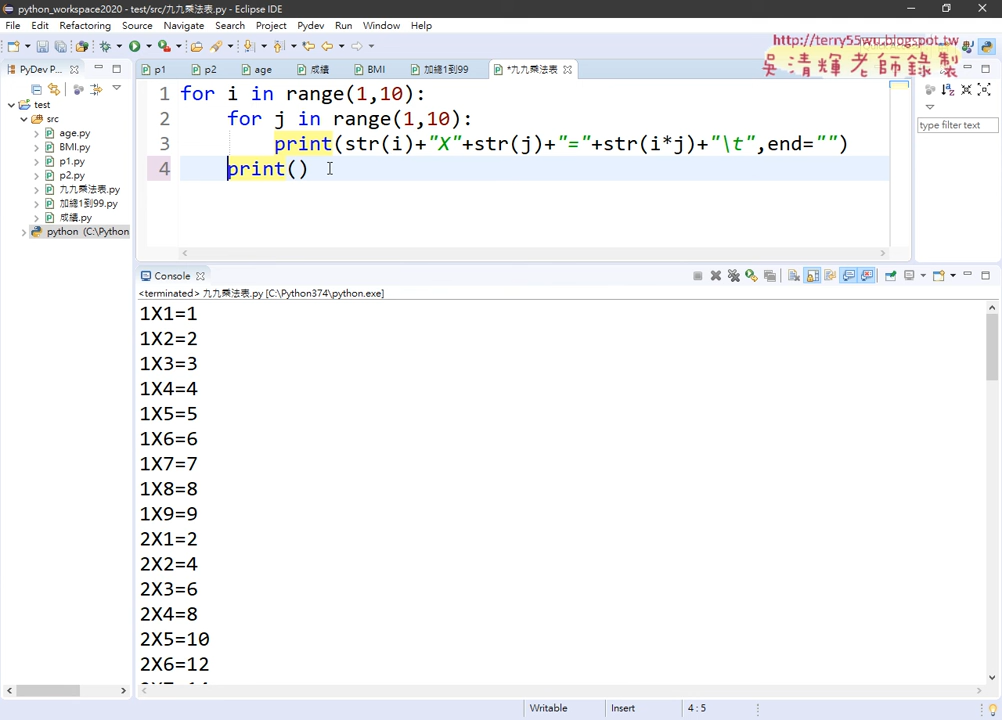 python_workspace2020 - test/src/九九乘法表.py - Eclipse IDE
File Edit Refactoring Source Navigate Search Project Pydev Run Window Help
http://terry55wu.blogspot.tw
吳清輝老師錄製
PyDev P...
p1 p2 age 成績 BMI 加總1到99 *九九乘法表
test
src
age.py
BMI.py
p1.py
p2.py
九九乘法表.py
加總1到99.py
成績.py
python (C:\Python
1 for i in range(1,10):
2 for j in range(1,10):
3 print(str(i)+"X"+str(j)+"="+str(i*j)+"\t",end="")
4 print()
type filter text
Console
<terminated> 九九乘法表.py [C:\Python374\python.exe]
1X1=1
1X2=2
1X3=3
1X4=4
1X5=5
1X6=6
1X7=7
1X8=8
1X9=9
2X1=2
2X2=4
2X3=6
2X4=8
2X5=10
2X6=12
2X7=14
Writable Insert 4:5